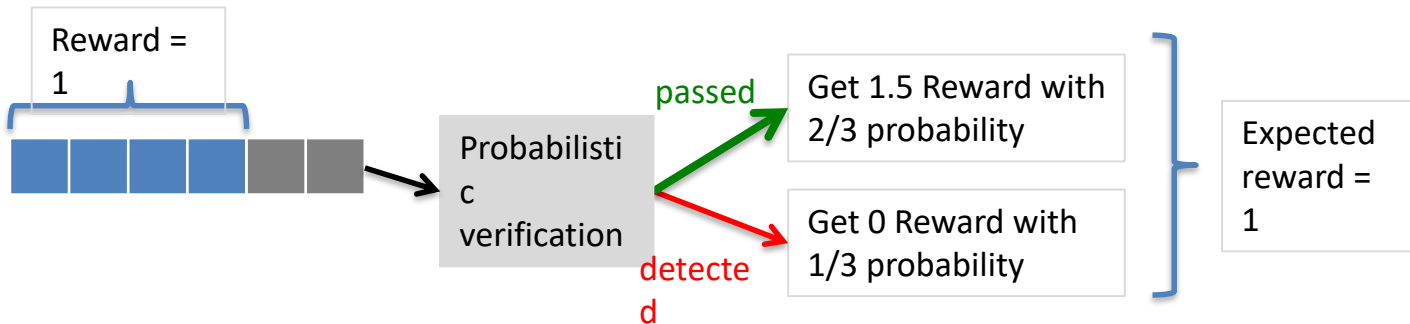 Reward =
1
Probabilisti
c
verification
passed
detecte
d
Get 1.5 Reward with
2/3 probability
Get 0 Reward with
1/3 probability
Expected
reward =
1